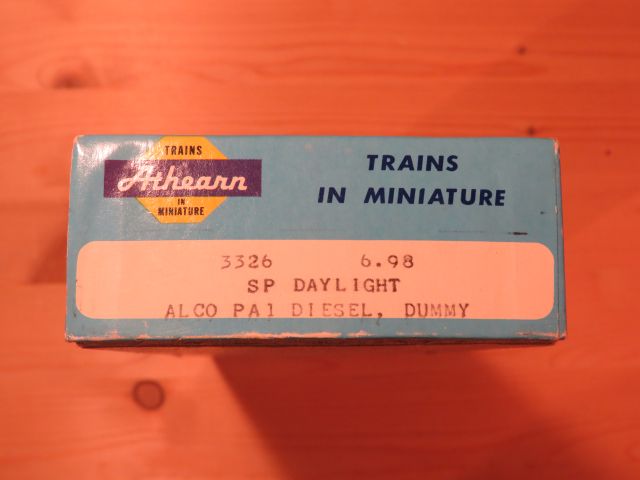 TRAINS
Athearn
IN
MINIATURE
TRAINS
IN MINIATURE
3326 6.98
SP DAYLIGHT
ALCO PA1 DIESEL, DUMMY